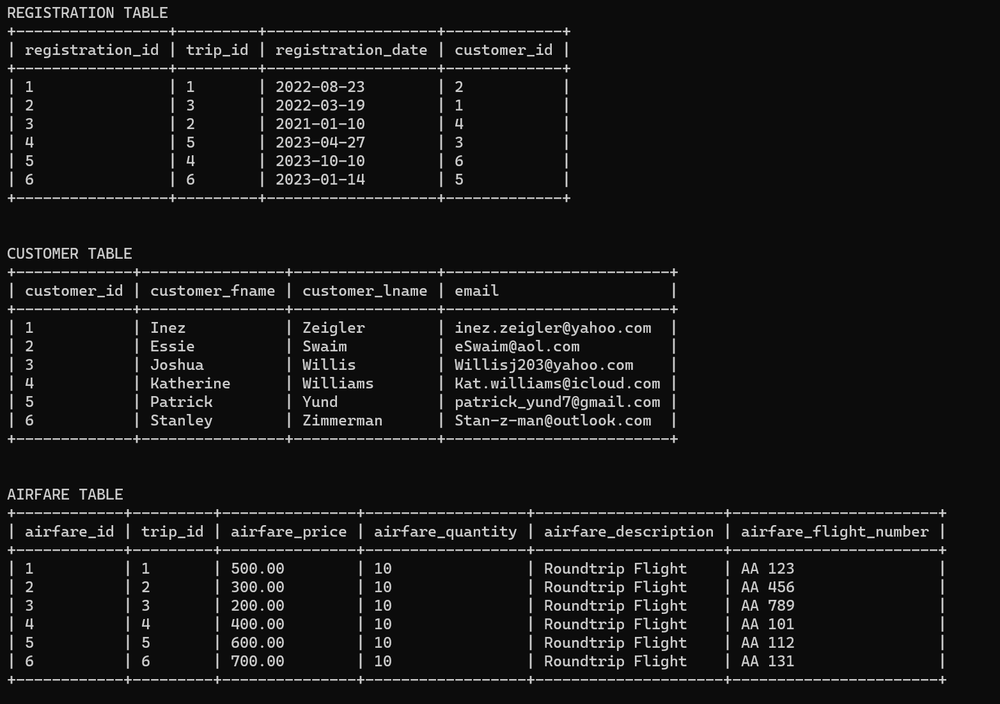 REGISTRATION TABLE
+-----------------+---------+-------------------+-------------+
| registration_id | trip_id | registration_date | customer_id |
+-----------------+---------+-------------------+-------------+
| 1               | 1       | 2022-08-23        | 2           |
| 2               | 3       | 2022-03-19        | 1           |
| 3               | 2       | 2021-01-10        | 4           |
| 4               | 5       | 2023-04-27        | 3           |
| 5               | 4       | 2023-10-10        | 6           |
| 6               | 6       | 2023-01-14        | 5           |
+-----------------+---------+-------------------+-------------+
CUSTOMER TABLE
+-------------+----------------+----------------+-------------------------+
| customer_id | customer_fname | customer_lname | email                   |
+-------------+----------------+----------------+-------------------------+
| 1           | Inez           | Zeigler        | inez.zeigler@yahoo.com  |
| 2           | Essie          | Swaim          | eSwaim@aol.com          |
| 3           | Joshua         | Willis         | Willisj203@yahoo.com    |
| 4           | Katherine      | Williams       | Kat.williams@icloud.com |
| 5           | Patrick        | Yund           | patrick_yund7@gmail.com |
| 6           | Stanley        | Zimmerman      | Stan-z-man@outlook.com  |
+-------------+----------------+----------------+-------------------------+
AIRFARE TABLE
+------------+---------+---------------+------------------+---------------------+-----------------------+
| airfare_id | trip_id | airfare_price | airfare_quantity | airfare_description | airfare_flight_number |
+------------+---------+---------------+------------------+---------------------+-----------------------+
| 1          | 1       | 500.00        | 10               | Roundtrip Flight    | AA 123                |
| 2          | 2       | 300.00        | 10               | Roundtrip Flight    | AA 456                |
| 3          | 3       | 200.00        | 10               | Roundtrip Flight    | AA 789                |
| 4          | 4       | 400.00        | 10               | Roundtrip Flight    | AA 101                |
| 5          | 5       | 600.00        | 10               | Roundtrip Flight    | AA 112                |
| 6          | 6       | 700.00        | 10               | Roundtrip Flight    | AA 131                |
+------------+---------+---------------+------------------+---------------------+-----------------------+